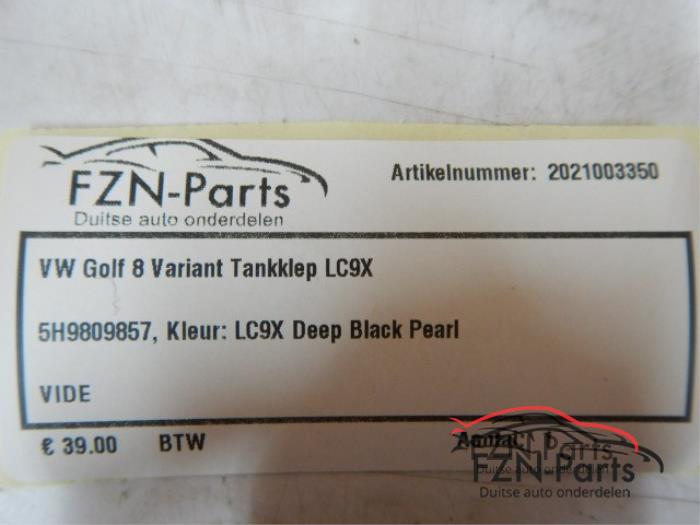 FZN-Parts
Duitse auto onderdelen
Artikelnummer: 2021003350
VW Golf 8 Variant Tankklep LC9X
5H9809857, Kleur: LC9X Deep Black Pearl
VIDE
€ 39.00 BTW
FZN-Parts
Duitse auto onderdelen